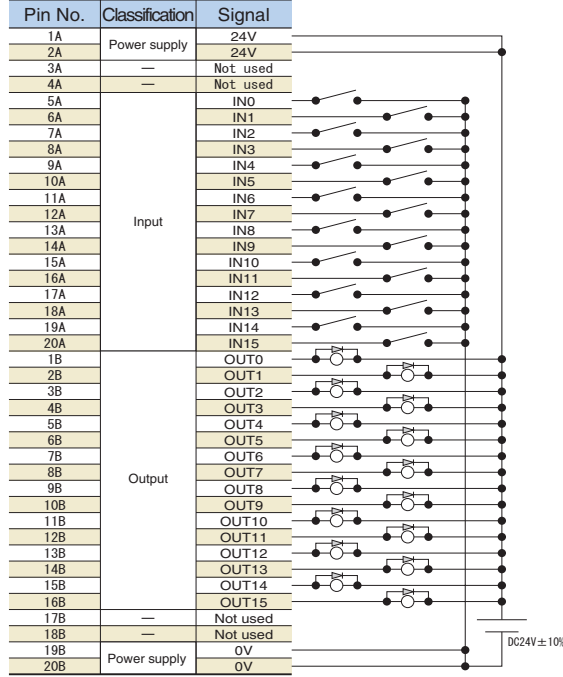 Pin No. Classification Signal
1A Power supply 24V
2A 24V
3A — Not used
4A — Not used
5A Input IN0
6A IN1
7A IN2
8A IN3
9A IN4
10A IN5
11A IN6
12A IN7
13A IN8
14A IN9
15A IN10
16A IN11
17A IN12
18A IN13
19A IN14
20A IN15
1B Output OUT0
2B OUT1
3B OUT2
4B OUT3
5B OUT4
6B OUT5
7B OUT6
8B OUT7
9B OUT8
10B OUT9
11B OUT10
12B OUT11
13B OUT12
14B OUT13
15B OUT14
16B OUT15
17B — Not used
18B — Not used
19B Power supply 0V
20B 0V
DC24V±10%